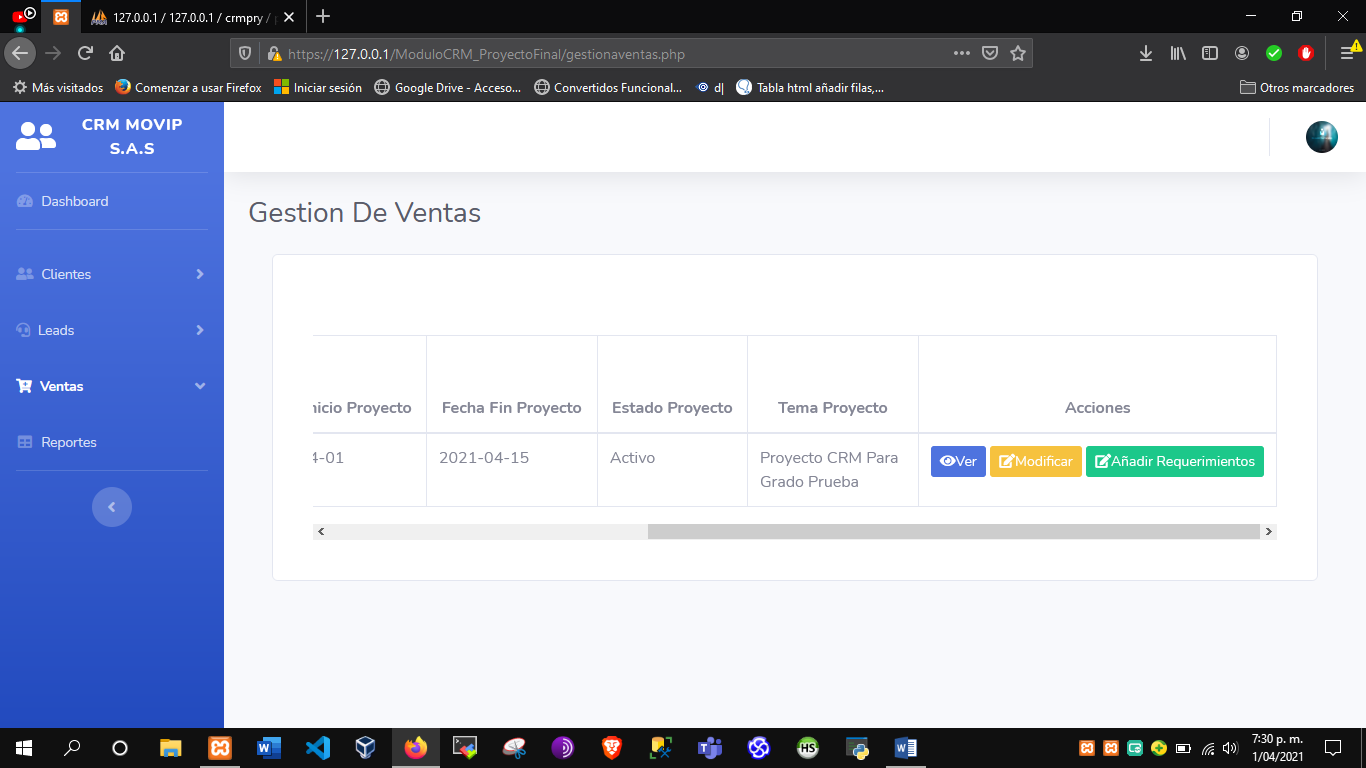 127.0.0.1 / 127.0.0.1 / crmpry /
https://127.0.0.1/ModuloCRM_ProyectoFinal/gestionaventas.php
Más visitados
Comenzar a usar Firefox
Iniciar sesión
Google Drive - Acceso...
Convertidos Funcional...
d|
Tabla html añadir filas,...
Otros marcadores
CRM MOVIP
S.A.S
Dashboard
Clientes
Leads
Ventas
Reportes
Gestion De Ventas
nicio Proyecto
Fecha Fin Proyecto
Estado Proyecto
Tema Proyecto
Acciones
4-01
2021-04-15
Activo
Proyecto CRM Para
Grado Prueba
Ver
Modificar
Añadir Requerimientos
7:30 p. m.
1/04/2021